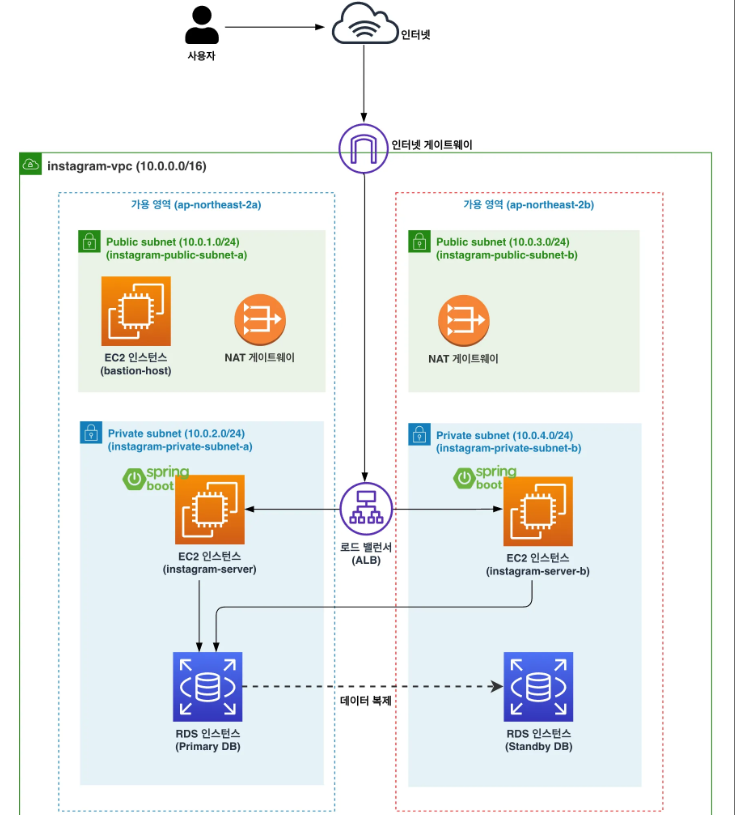 사용자
인터넷
인터넷 게이트웨이
instagram-vpc (10.0.0.0/16)
가용 영역 (ap-northeast-2a)
가용 영역 (ap-northeast-2b)
Public subnet (10.0.1.0/24)
(instagram-public-subnet-a)
Public subnet (10.0.3.0/24)
(instagram-public-subnet-b)
EC2 인스턴스
(bastion-host)
NAT 게이트웨이
NAT 게이트웨이
Private subnet (10.0.2.0/24)
(instagram-private-subnet-a)
Private subnet (10.0.4.0/24)
(instagram-private-subnet-b)
spring
boot
spring
boot
EC2 인스턴스
(instagram-server)
로드 밸런서
(ALB)
EC2 인스턴스
(instagram-server-b)
데이터 복제
RDS 인스턴스
(Primary DB)
RDS 인스턴스
(Standby DB)